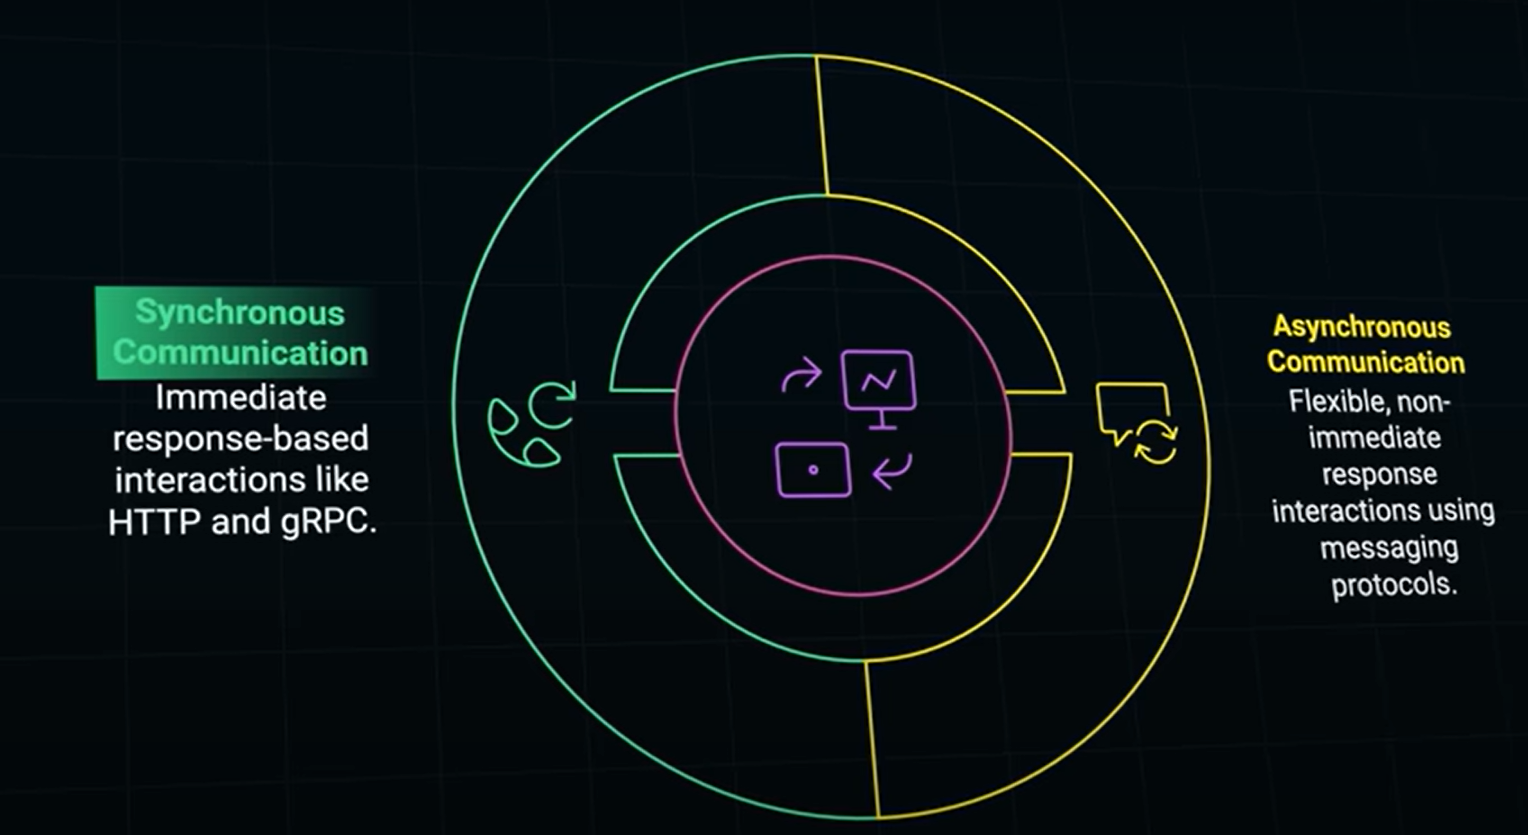 Synchronous
Communication
Immediate
response-based
interactions like
HTTP and gRPC.
Asynchronous
Communication
Flexible, non-
immediate
response
interactions using
messaging
protocols.